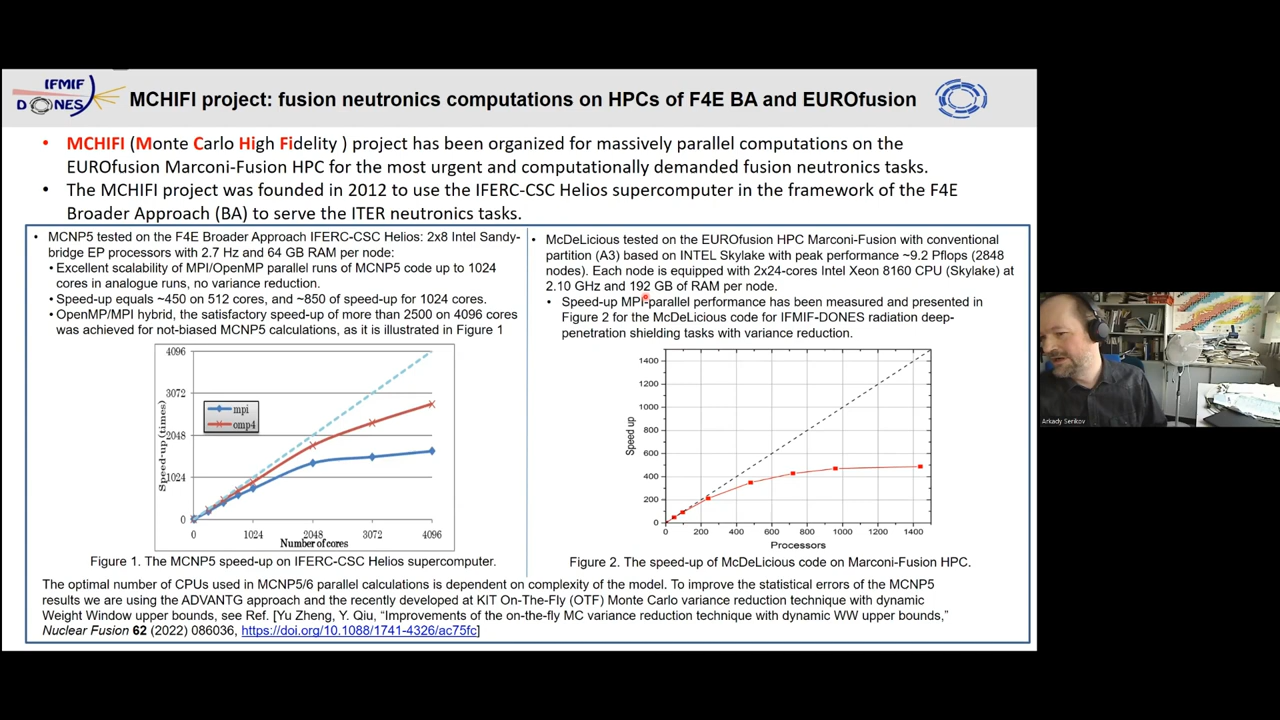 IFMIF
DONES
MCHIFI project: fusion neutronics computations on HPCs of F4E BA and EUROfusion
• MCHIFI (Monte Carlo High Fidelity ) project has been organized for massively parallel computations on the
EUROfusion Marconi-Fusion HPC for the most urgent and computationally demanded fusion neutronics tasks.
• The MCHIFI project was founded in 2012 to use the IFERC-CSC Helios supercomputer in the framework of the F4E
Broader Approach (BA) to serve the ITER neutronics tasks.
• MCNP5 tested on the F4E Broader Approach IFERC-CSC Helios: 2x8 Intel Sandy-
bridge EP processors with 2.7 Hz and 64 GB RAM per node:
• Excellent scalability of MPI/OpenMP parallel runs of MCNP5 code up to 1024
cores in analogue runs, no variance reduction.
• Speed-up equals ~450 on 512 cores, and ~850 of speed-up for 1024 cores.
• OpenMP/MPI hybrid, the satisfactory speed-up of more than 2500 on 4096 cores
was achieved for not-biased MCNP5 calculations, as it is illustrated in Figure 1
4096
3072
2048
1024
0
Speed-up (times)
mpi
omp4
0 1024 2048 3072 4096
Number of cores
Figure 1. The MCNP5 speed-up on IFERC-CSC Helios supercomputer.
• McDeLicious tested on the EUROfusion HPC Marconi-Fusion with conventional
partition (A3) based on INTEL Skylake with peak performance ~9.2 Pflops (2848
nodes). Each node is equipped with 2x24-cores Intel Xeon 8160 CPU (Skylake) at
2.10 GHz and 192 GB of RAM per node.
• Speed-up MPI-parallel performance has been measured and presented in
Figure 2 for the McDeLicious code for IFMIF-DONES radiation deep-
penetration shielding tasks with variance reduction.
1400
1200
1000
800
600
400
200
0
Speed up
0 200 400 600 800 1000 1200 1400
Processors
Figure 2. The speed-up of McDeLicious code on Marconi-Fusion HPC.
The optimal number of CPUs used in MCNP5/6 parallel calculations is dependent on complexity of the model. To improve the statistical errors of the MCNP5
results we are using the ADVANTG approach and the recently developed at KIT On-The-Fly (OTF) Monte Carlo variance reduction technique with dynamic
Weight Window upper bounds, see Ref. [Yu Zheng, Y. Qiu, “Improvements of the on-the-fly MC variance reduction technique with dynamic WW upper bounds,”
Nuclear Fusion 62 (2022) 086036, https://doi.org/10.1088/1741-4326/ac75fc]
Arkady Serikov